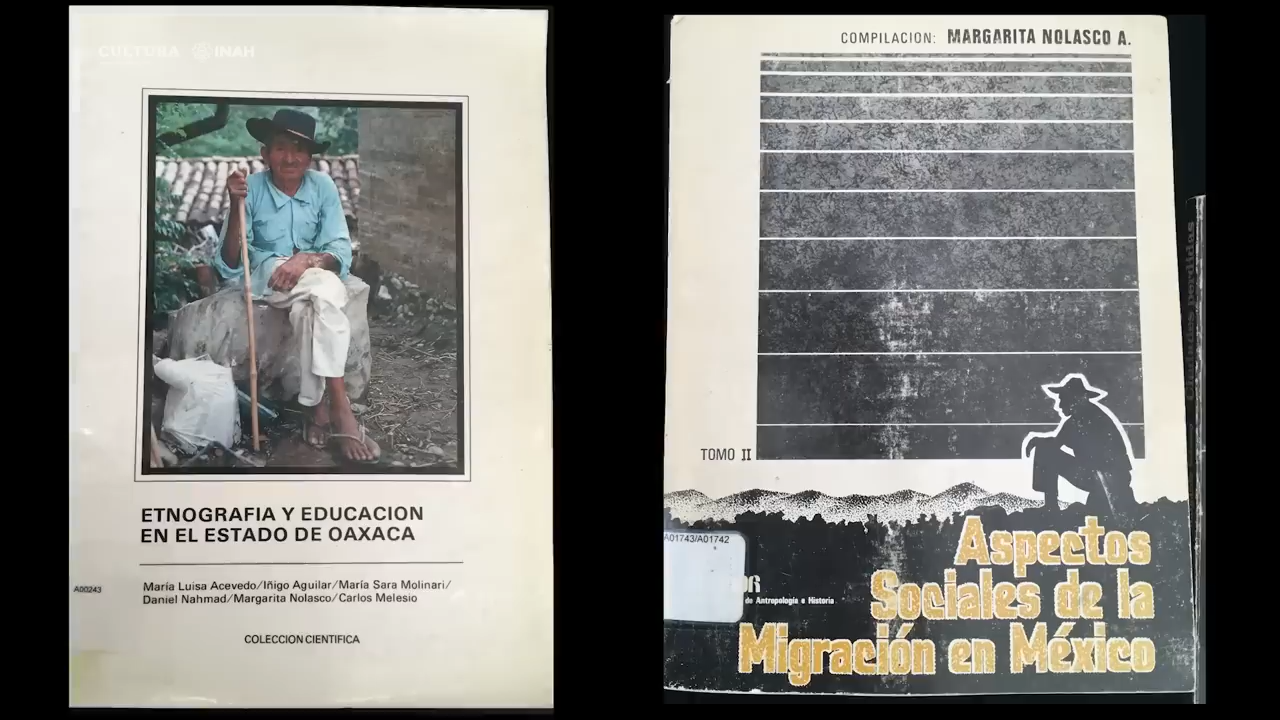 CULTURA INAH
ETNOGRAFIA Y EDUCACION
EN EL ESTADO DE OAXACA
A00243
María Luisa Acevedo/Iñigo Aguilar/María Sara Molinari/
Daniel Nahmad/Margarita Nolasco/Carlos Melesio
COLECCION CIENTIFICA
COMPILACION: MARGARITA NOLASCO A.
TOMO II
A01743/A01742
de Antropología e Historia
Aspectos
Sociales de la
Migración en México